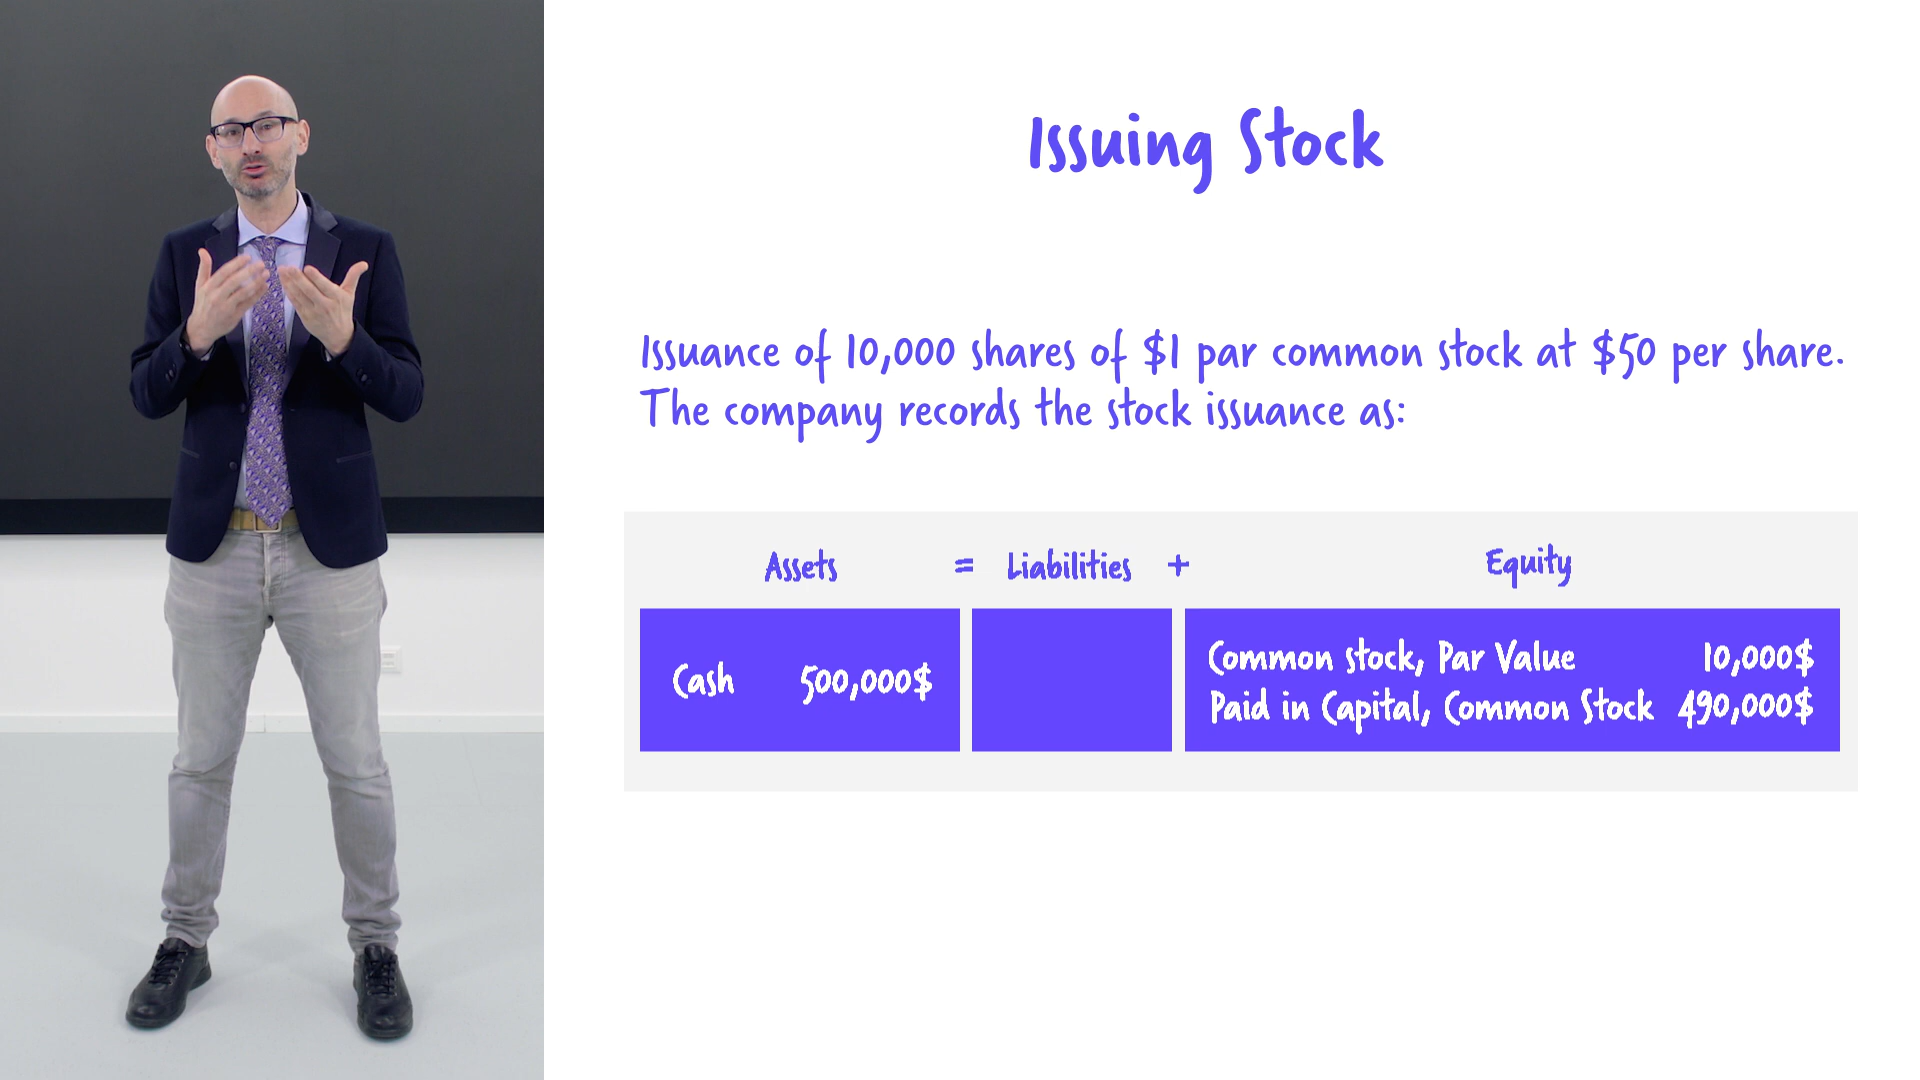 Issuing Stock
Issuance of 10,000 shares of $1 par common stock at $50 per share.
The company records the stock issuance as:
Assets = Liabilities + Equity
Cash 500,000$
Common stock, Par Value 10,000$
Paid in Capital, Common Stock 490,000$